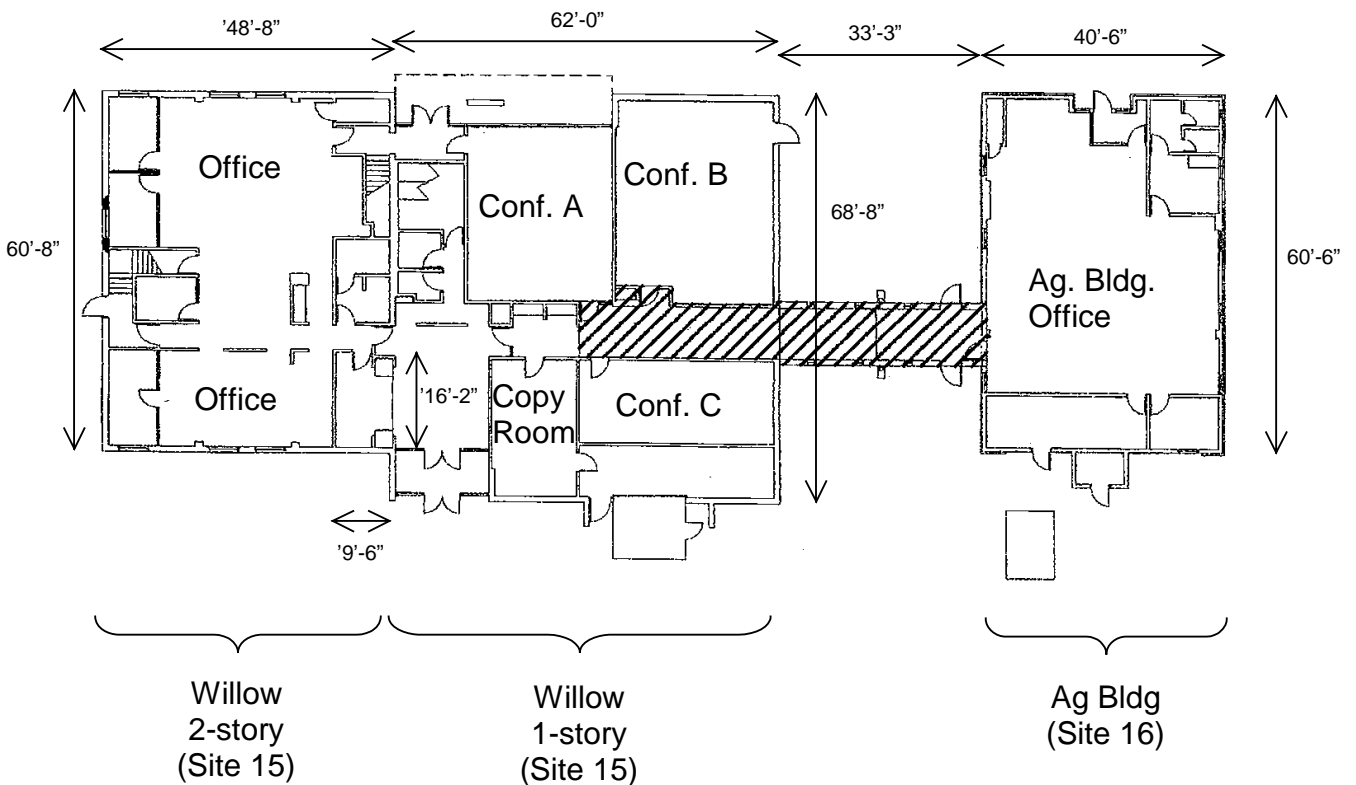 '48'-8”
62'-0”
33'-3”
40'-6”
Office
Conf. A
Conf. B
60'-8”
68'-8”
Ag. Bldg.
Office
60'-6”
Office
'16'-2”
Copy
Room
Conf. C
'9'-6”
Willow
2-story
(Site 15)
Willow
1-story
(Site 15)
Ag Bldg
(Site 16)